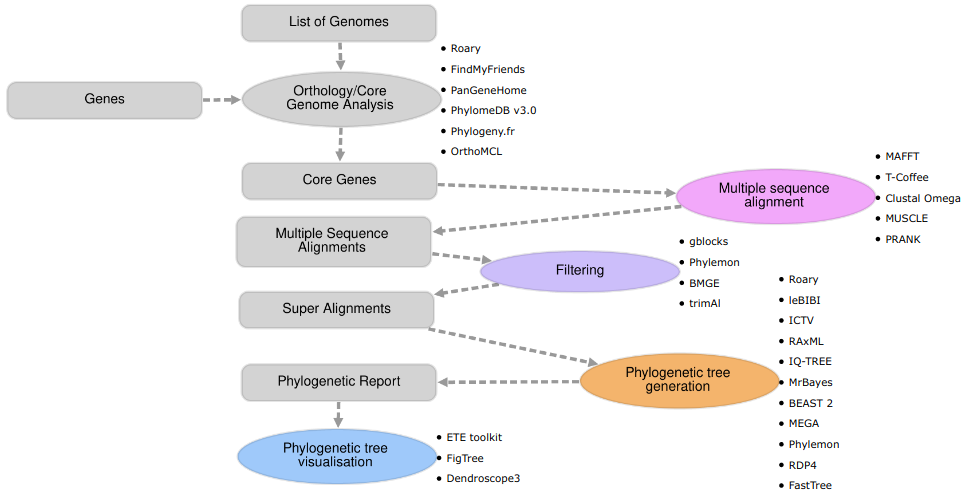 List of Genomes
• Roary
• FindMyFriends
Genes
Orthology/Core
Genome Analysis
• PanGeneHome
• PhylomeDB v3.0
• Phylogeny.fr
• OrthoMCL
Core Genes
Multiple sequence
alignment
• MAFFT
• T-Coffee
• Clustal Omega
• MUSCLE
• PRANK
Multiple Sequence
Alignments
Filtering
• gblocks
• Phylemon
• BMGE
• trimAl
Super Alignments
Phylogenetic tree
generation
• Roary
• leBIBI
• ICTV
• RAxML
• IQ-TREE
• MrBayes
• BEAST 2
• MEGA
• Phylemon
• RDP4
• FastTree
Phylogenetic Report
Phylogenetic tree
visualisation
• ETE toolkit
• FigTree
• Dendroscope3